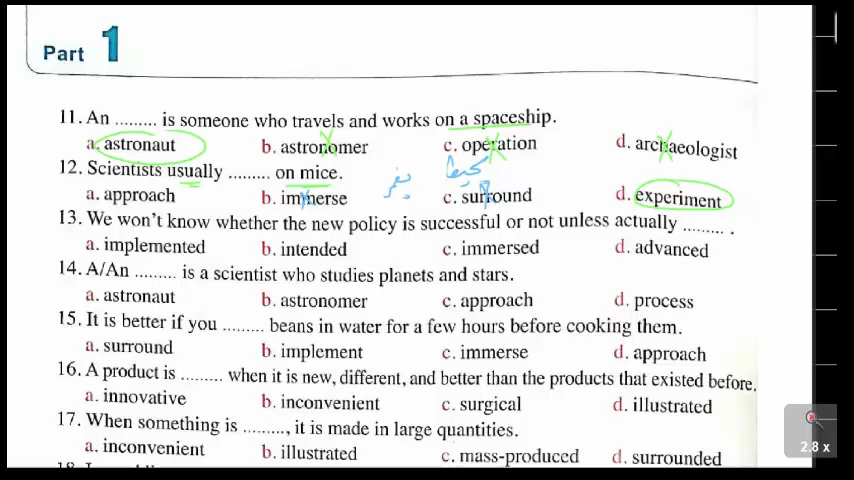 Part 1
11. An ......... is someone who travels and works on a spaceship.
a. astronaut b. astronomer c. operation d. archaeologist
12. Scientists usually ......... on mice.
a. approach b. immerse c. surround d. experiment
13. We won't know whether the new policy is successful or not unless actually ......... .
a. implemented b. intended c. immersed d. advanced
14. A/An ......... is a scientist who studies planets and stars.
a. astronaut b. astronomer c. approach d. process
15. It is better if you ......... beans in water for a few hours before cooking them.
a. surround b. implement c. immerse d. approach
16. A product is ......... when it is new, different, and better than the products that existed before.
a. innovative b. inconvenient c. surgical d. illustrated
17. When something is ........., it is made in large quantities.
a. inconvenient b. illustrated c. mass-produced d. surrounded
2.8 x